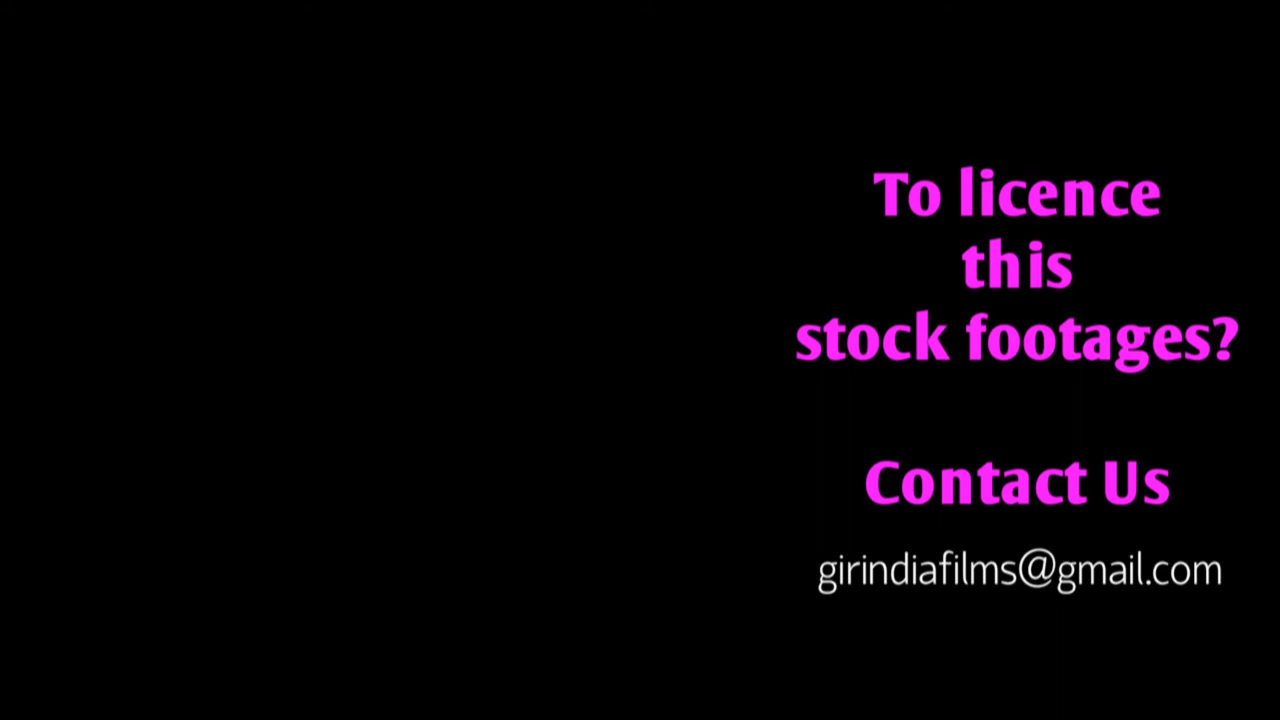 To licence
this
stock footages?
Contact Us
girindiafilms@gmail.com